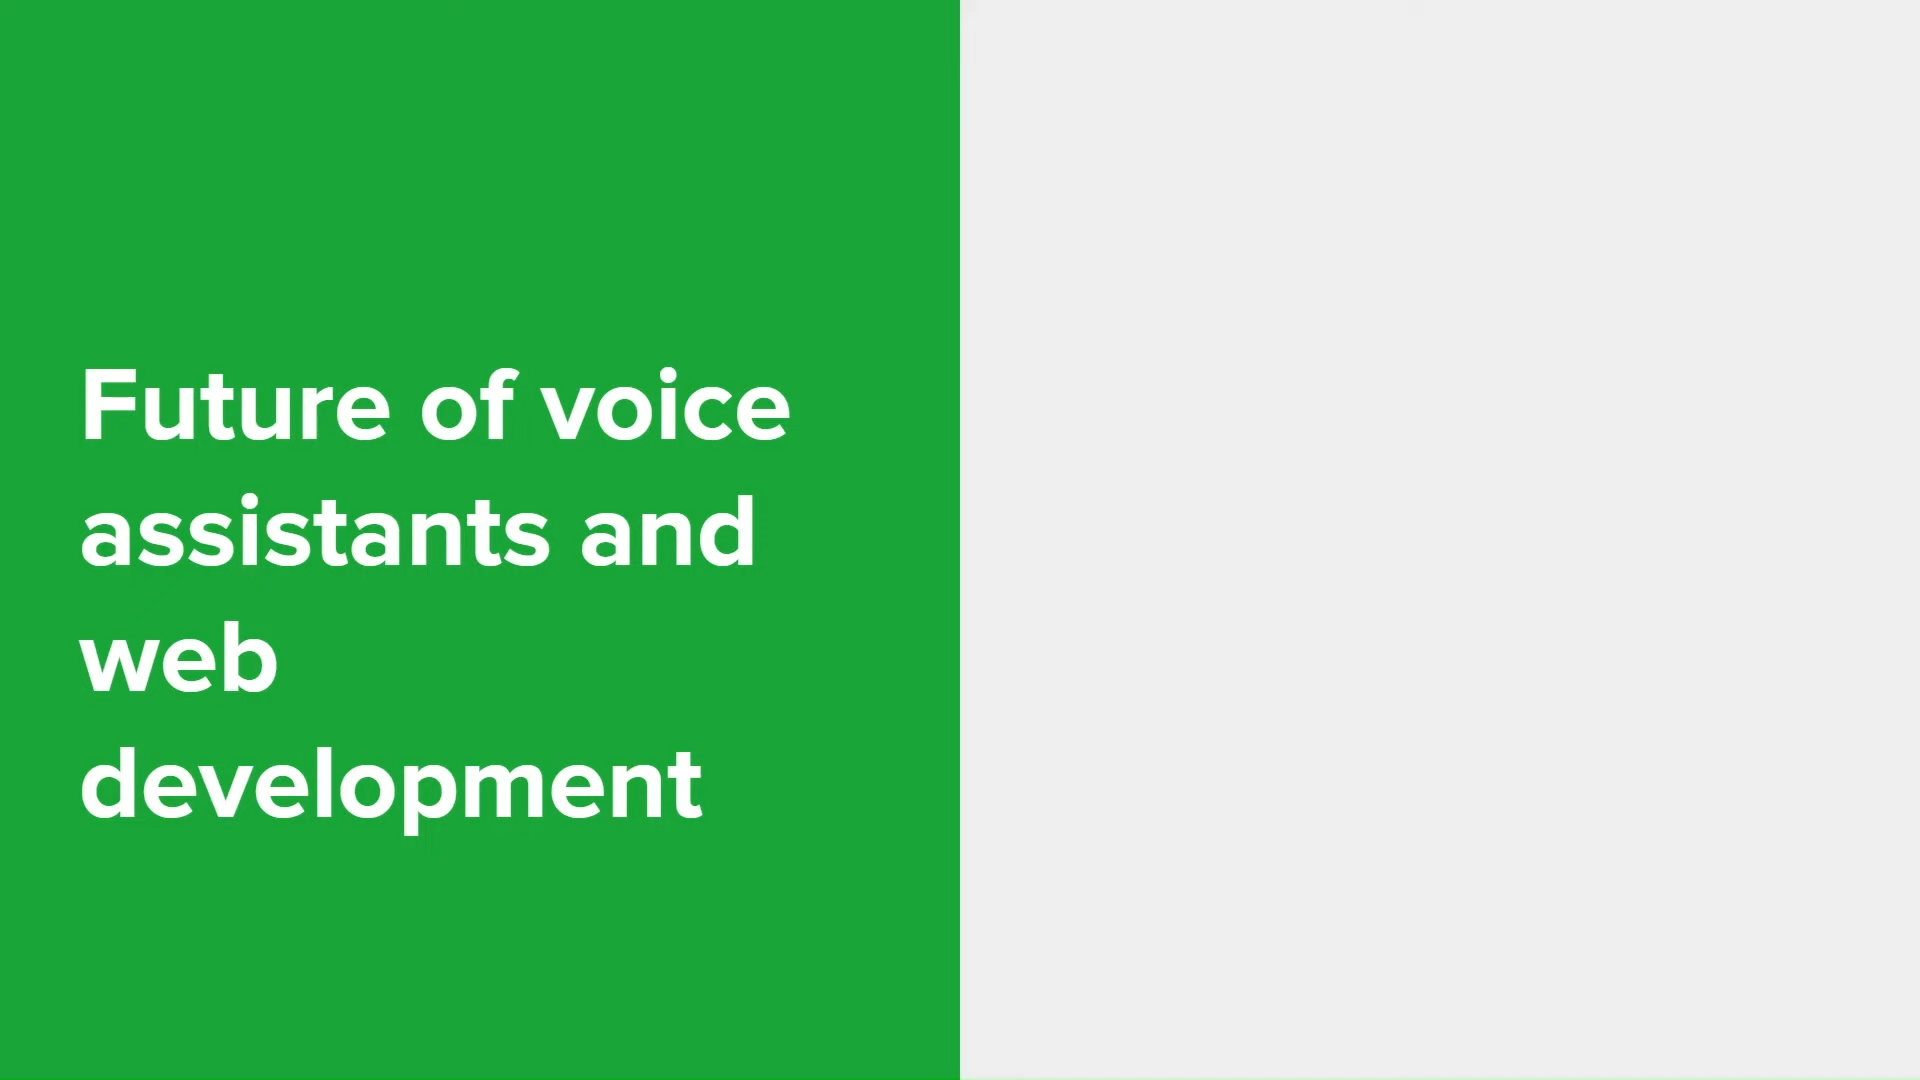 Future of voice
assistants and
web
development